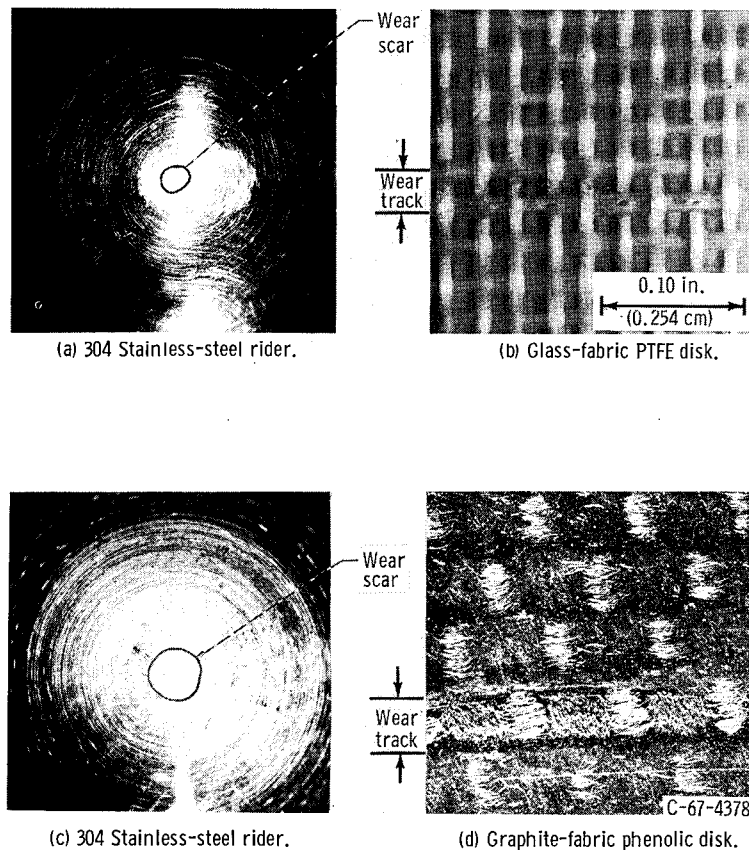 Wear
scar
Wear
track
0.10 in.
(0.254 cm)
(a) 304 Stainless-steel rider.
(b) Glass-fabric PTFE disk.
Wear
scar
Wear
track
C-67-4378
(c) 304 Stainless-steel rider.
(d) Graphite-fabric phenolic disk.